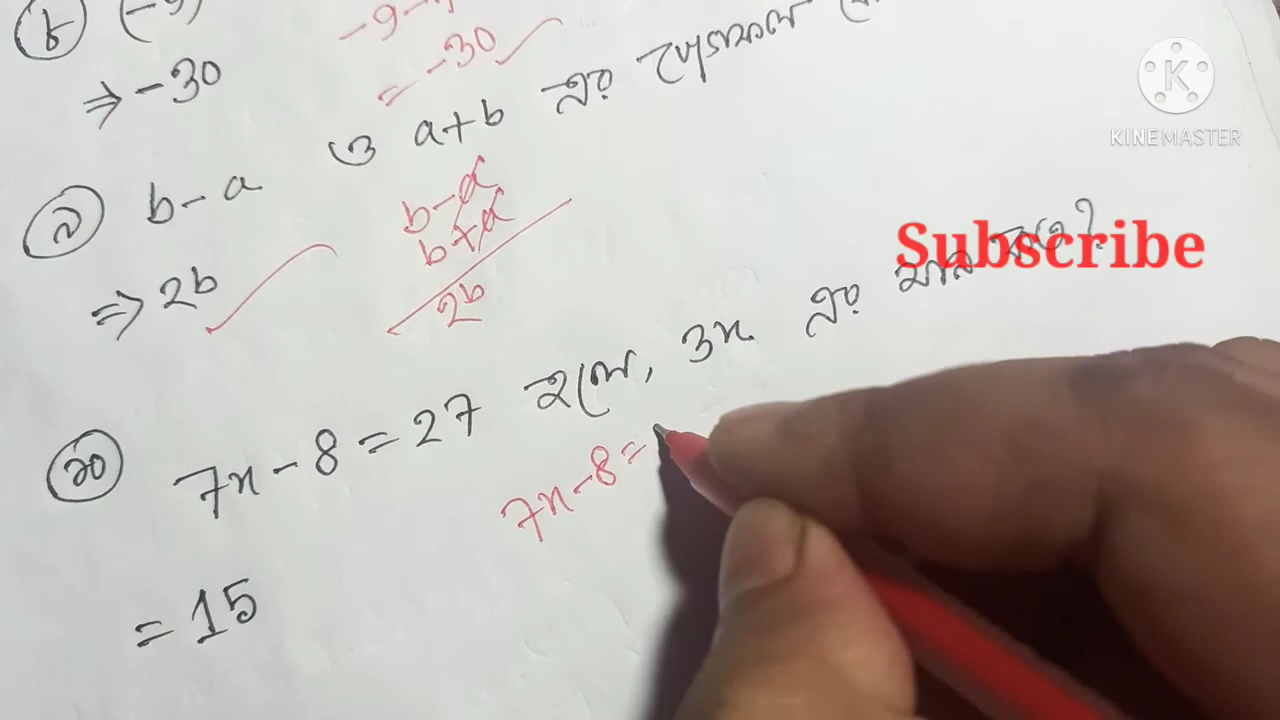 ৮ (-9)
-9-
⇒ -30
= -30
৯ b-a ও a+b এর যোগফল
b-a
b+a
⇒ 2b
2b
১০ 7x-8=27 হলে, 3x এর মান কত?
7x-8=
= 15
KINEMASTER
Subscribe